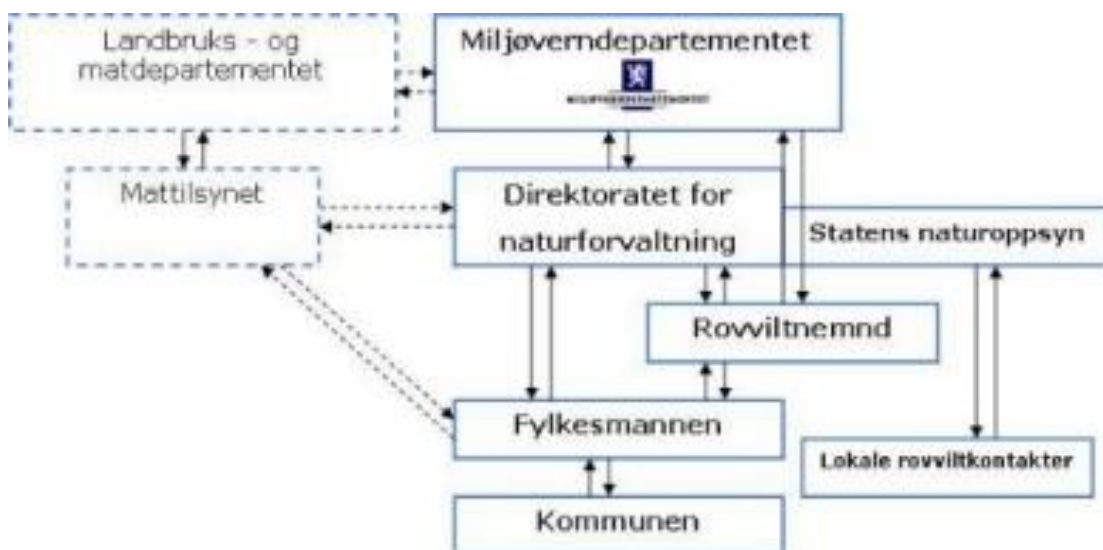 Landbruks - og
matdepartementet
Miljøverndepartementet
Mattilsynet
Direktoratet for
naturforvaltning
Statens naturoppsyn
Rovviltnemnd
Fylkesmannen
Lokale rovviltkontakter
Kommunen